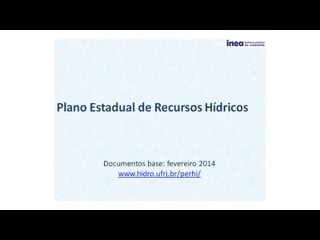 inea
Plano Estadual de Recursos Hídricos
Documentos base: fevereiro 2014
www.hidro.ufrj.br/perhi/